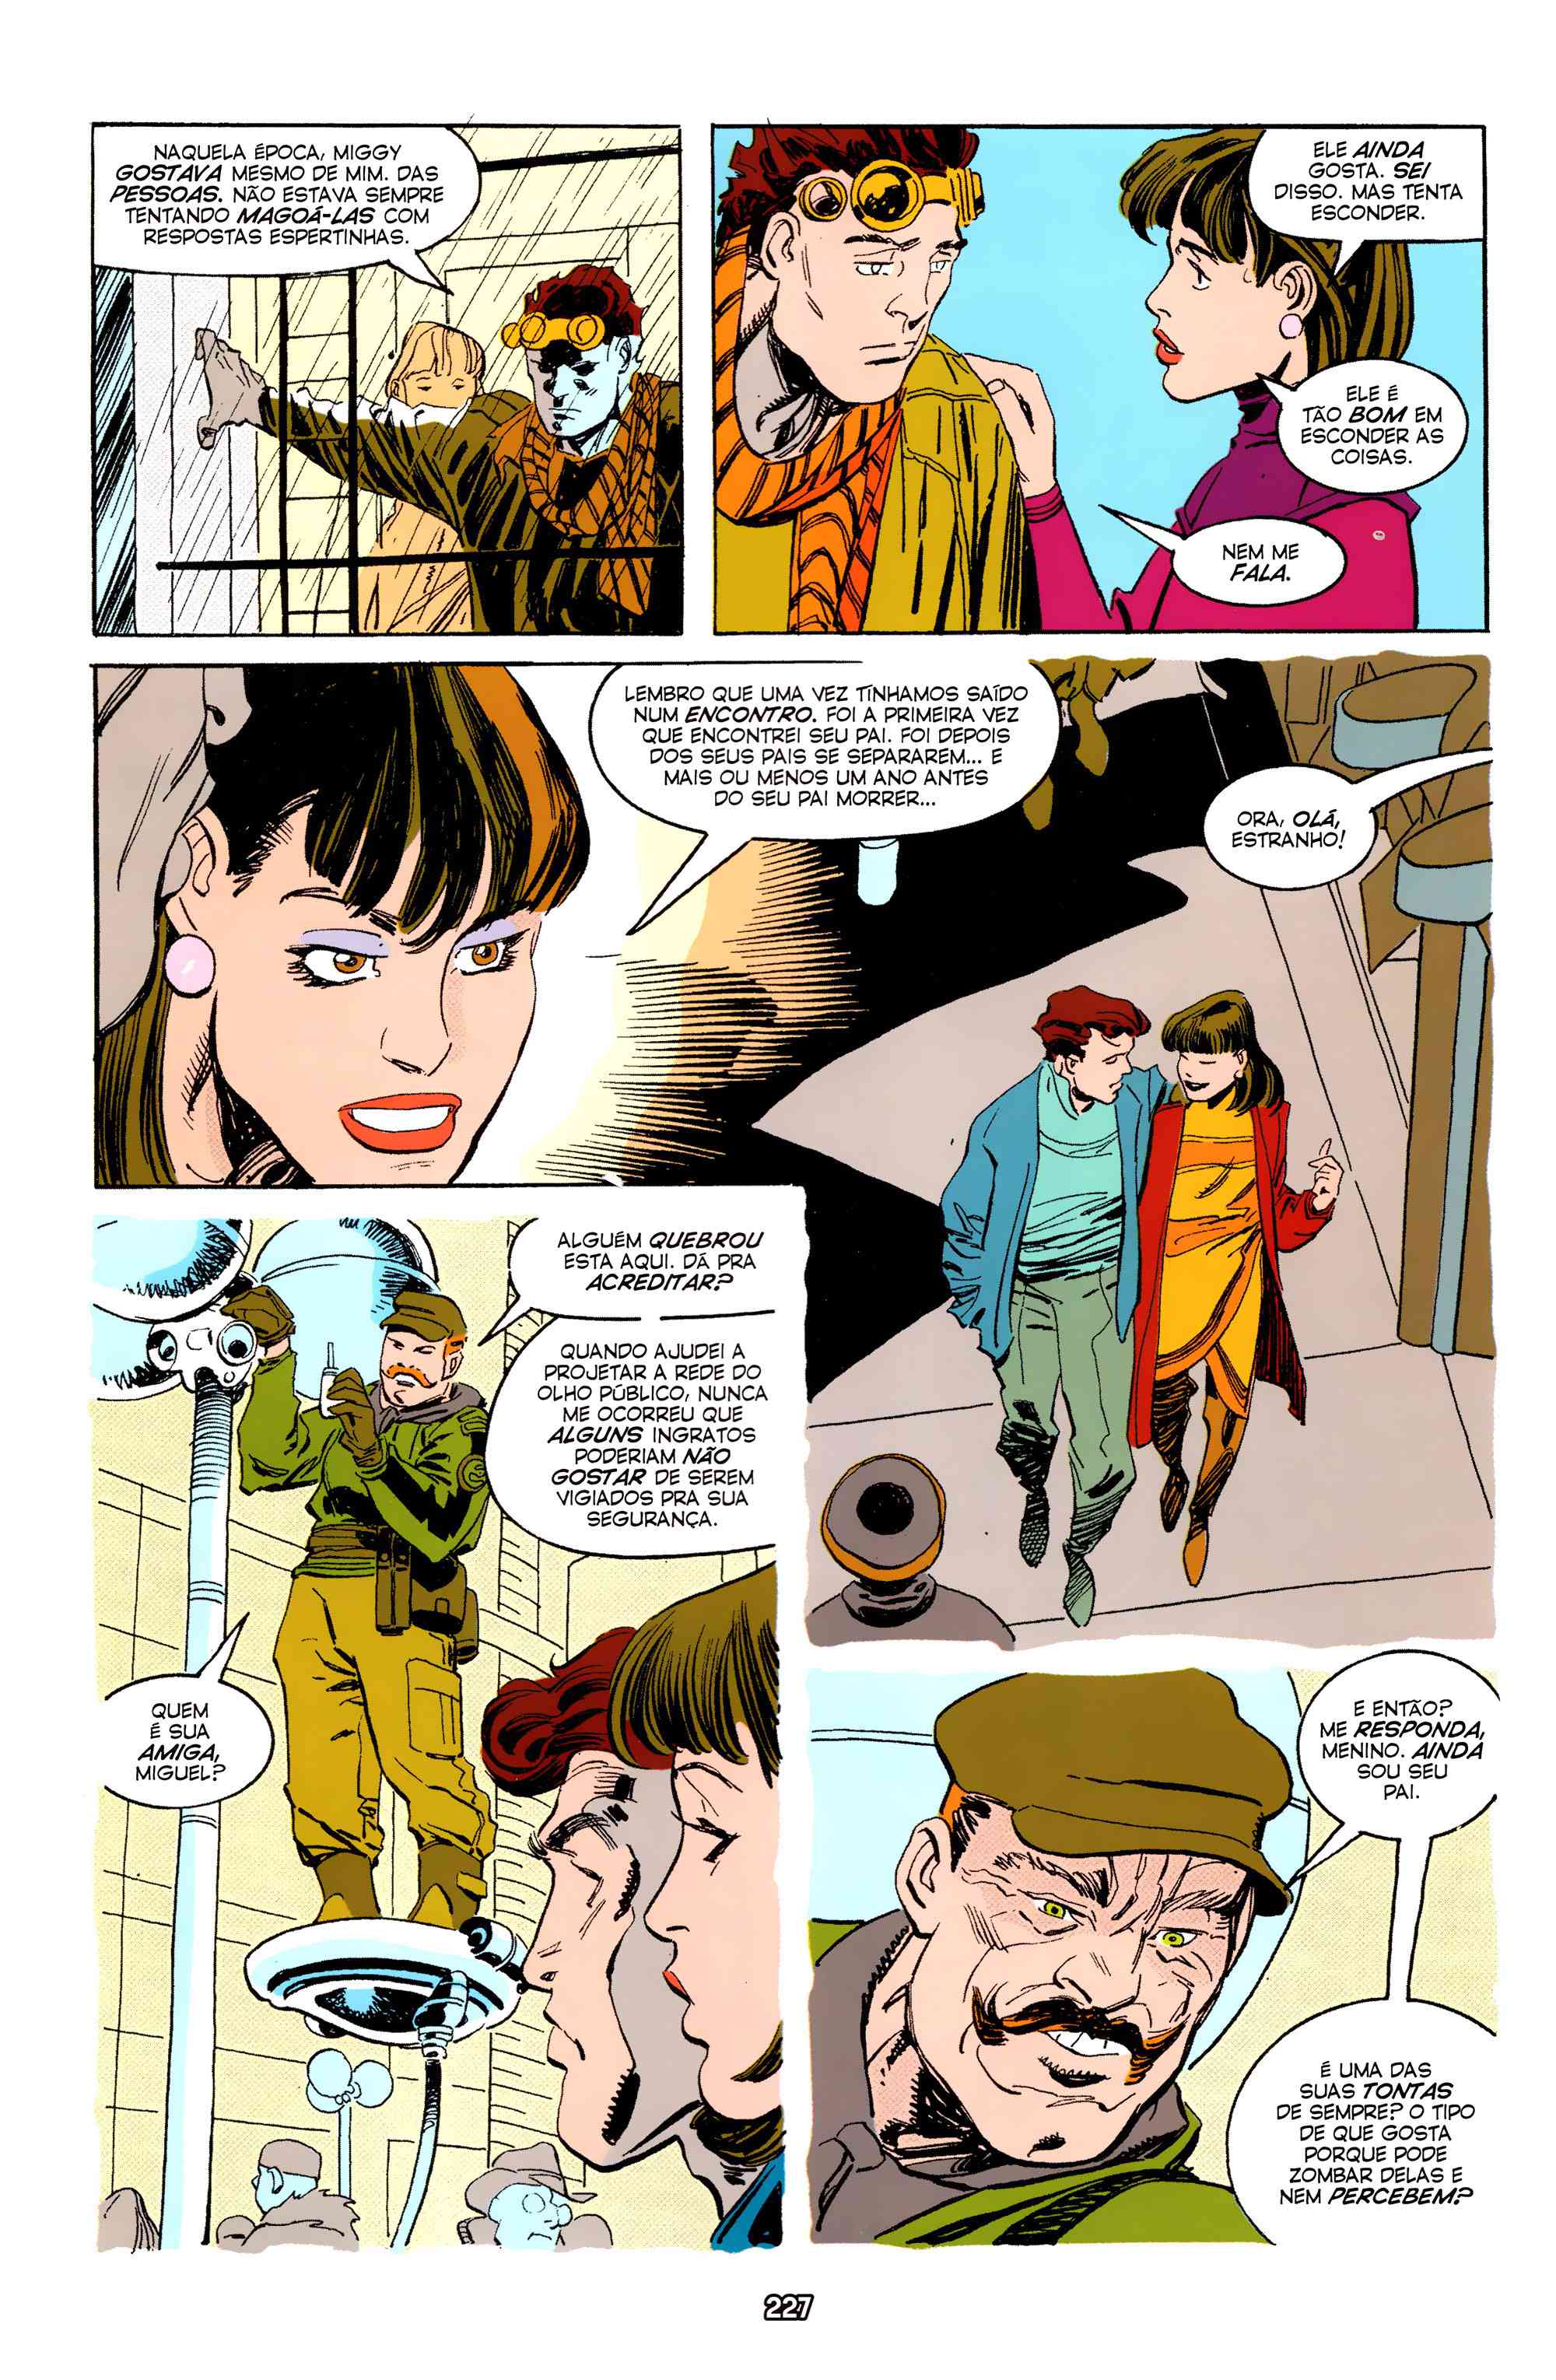 NAQUELA ÉPOCA, MIGGY
GOSTAVA MESMO DE MIM. DAS
PESSOAS. NÃO ESTAVA SEMPRE
TENTANDO MAGOÁ-LAS COM
RESPOSTAS ESPERTINHAS.
ELE AINDA
GOSTA. SEI
DISSO. MAS TENTA
ESCONDER.
ELE É
TÃO BOM EM
ESCONDER AS
COISAS.
NEM ME
FALA.
LEMBRO QUE UMA VEZ TÍNHAMOS SAÍDO
NUM ENCONTRO. FOI A PRIMEIRA VEZ
QUE ENCONTREI SEU PAI. FOI DEPOIS
DOS SEUS PAIS SE SEPARAREM... E
MAIS OU MENOS UM ANO ANTES
DO SEU PAI MORRER...
ORA, OLÁ,
ESTRANHO!
ALGUÉM QUEBROU
ESTA AQUI. DÁ PRA
ACREDITAR?
QUANDO AJUDEI A
PROJETAR A REDE DO
OLHO PÚBLICO, NUNCA
ME OCORREU QUE
ALGUNS INGRATOS
PODERIAM NÃO
GOSTAR DE SEREM
VIGIADOS PRA SUA
SEGURANÇA.
QUEM
É SUA
AMIGA,
MIGUEL?
E ENTÃO?
ME RESPONDA,
MENINO. AINDA
SOU SEU
PAI.
É UMA DAS
SUAS TONTAS
DE SEMPRE? O TIPO
DE QUE GOSTA
PORQUE PODE
ZOMBAR DELAS E
NEM PERCEBEM?
227